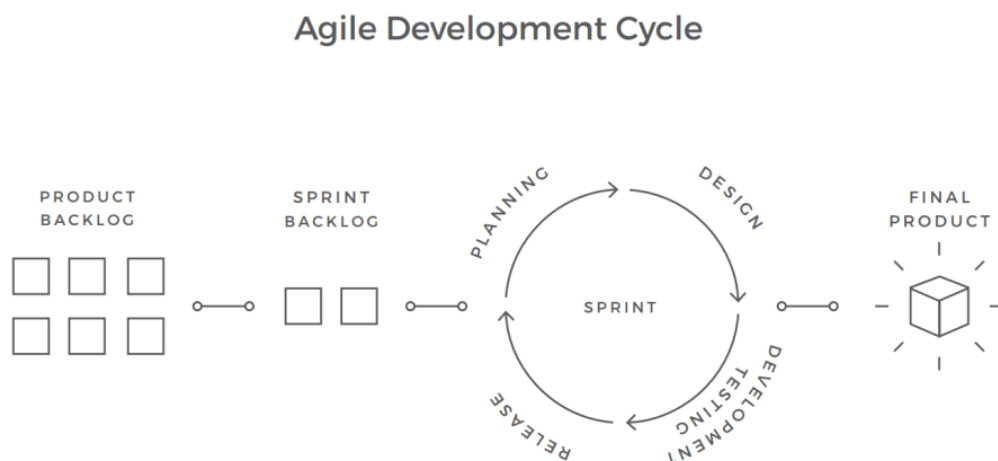 Agile Development Cycle
PRODUCT
BACKLOG
SPRINT
BACKLOG
PLANNING
DESIGN
SPRINT
DEVELOPMENT
TESTING
RELEASE
FINAL
PRODUCT